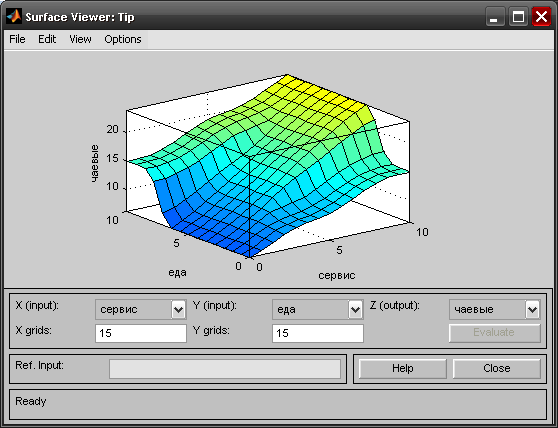 Surface Viewer: Tip
File Edit View Options
20
15
10
чаевые
10
5
0
еда
0
5
10
сервис
X (input): сервис Y (input): еда Z (output): чаевые
X grids: 15 Y grids: 15 Evaluate
Ref. Input: Help Close
Ready